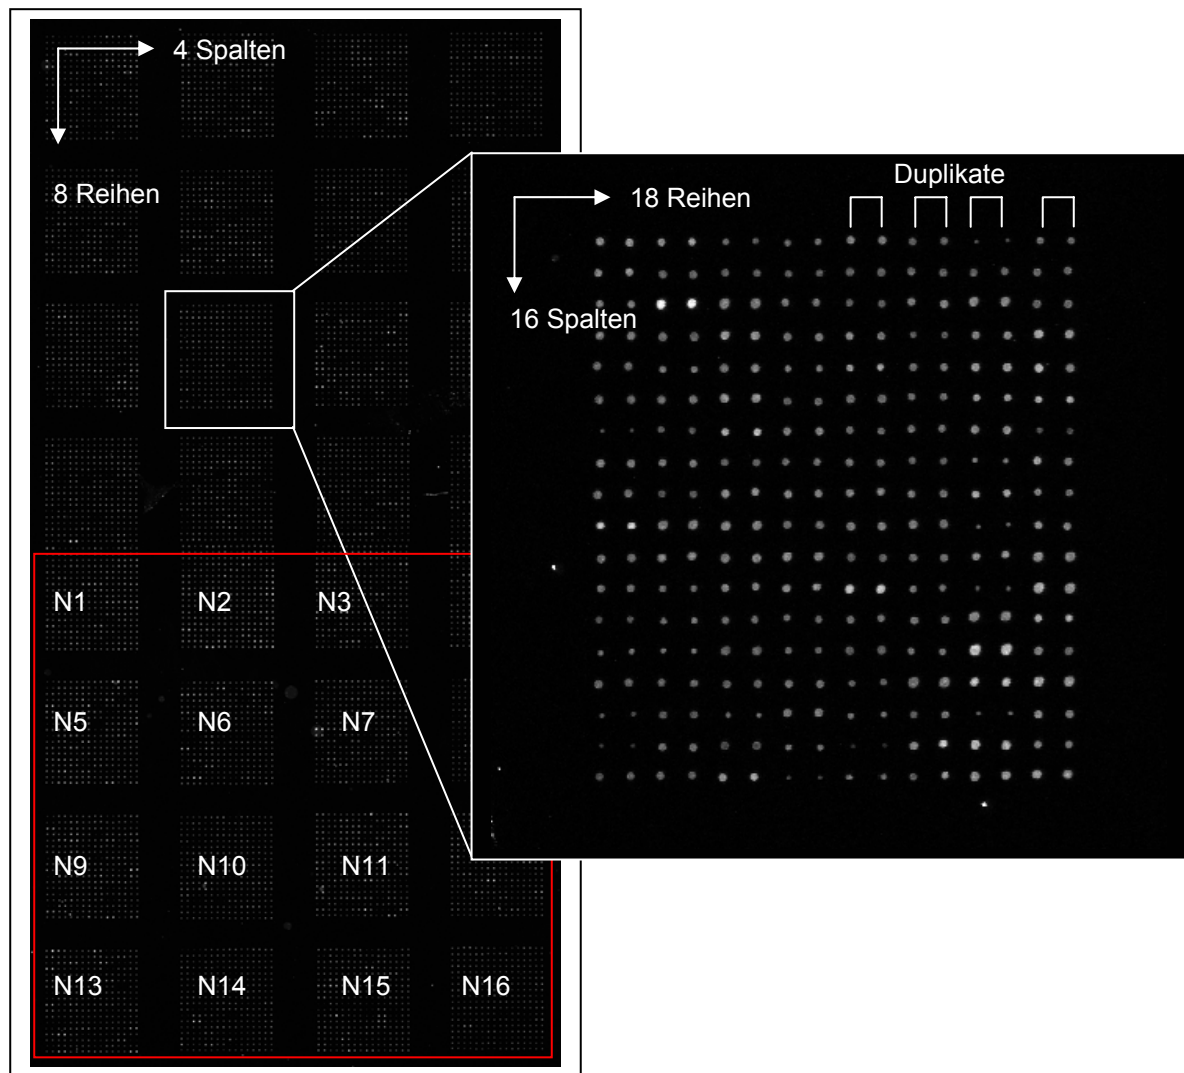 4 Spalten
8 Reihen
Duplikate
18 Reihen
16 Spalten
N1 N2 N3
N5 N6 N7
N9 N10 N11
N13 N14 N15 N16